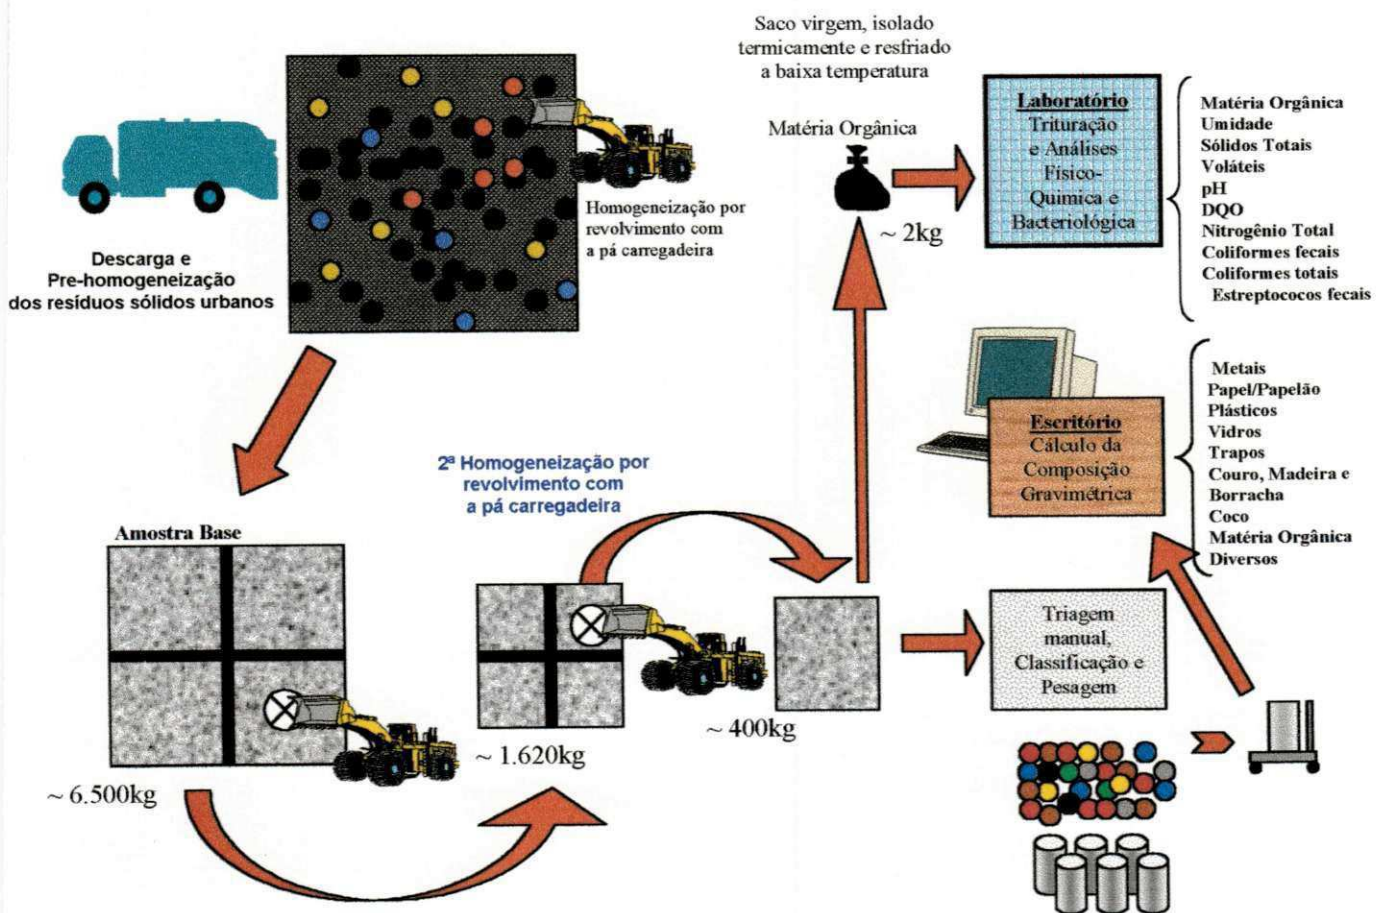 Saco virgem, isolado
termicamente e resfriado
a baixa temperatura
Matéria Orgânica
~ 2kg
Laboratório
Trituração
e Análises
Físico-
Quimica e
Bacteriológica
Matéria Orgânica
Umidade
Sólidos Totais
Voláteis
pH
DQO
Nitrogênio Total
Coliformes fecais
Coliformes totais
Estreptococos fecais
Homogeneização por
revolvimento com
a pá carregadeira
Descarga e
Pre-homogeneização
dos resíduos sólidos urbanos
Escritório
Cálculo da
Composição
Gravimétrica
Metais
Papel/Papelão
Plásticos
Vidros
Trapos
Couro, Madeira e
Borracha
Coco
Matéria Orgânica
Diversos
2ª Homogeneização por
revolvimento com
a pá carregadeira
Amostra Base
~ 6.500kg
~ 1.620kg
~ 400kg
Triagem
manual,
Classificação e
Pesagem